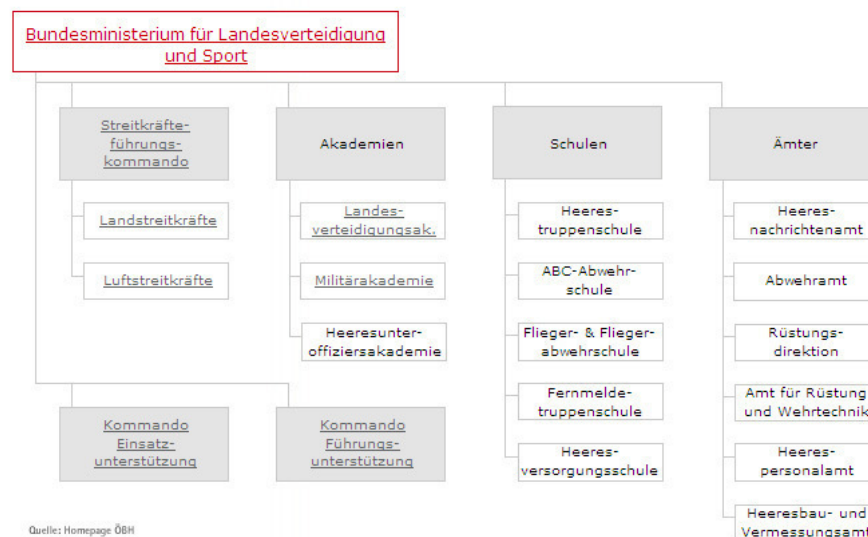 Bundesministerium für Landesverteidigung
und Sport
Streitkräfte-
führungs-
kommando
Landstreitkräfte
Luftstreitkräfte
Akademien
Landes-
verteidigungsak.
Militärakademie
Heeresunter-
offiziersakademie
Schulen
Heeres-
truppenschule
ABC-Abwehr-
schule
Flieger- & Flieger-
abwehrschule
Fernmelde-
truppenschule
Heeres-
versorgungsschule
Ämter
Heeres-
nachrichtenamt
Abwehramt
Rüstungs-
direktion
Amt für Rüstung
und Wehrtechnik
Heeres-
personalamt
Heeresbau- und
Vermessungsamt
Kommando
Einsatz-
unterstützung
Kommando
Führungs-
unterstützung
Quelle: Homepage ÖBH